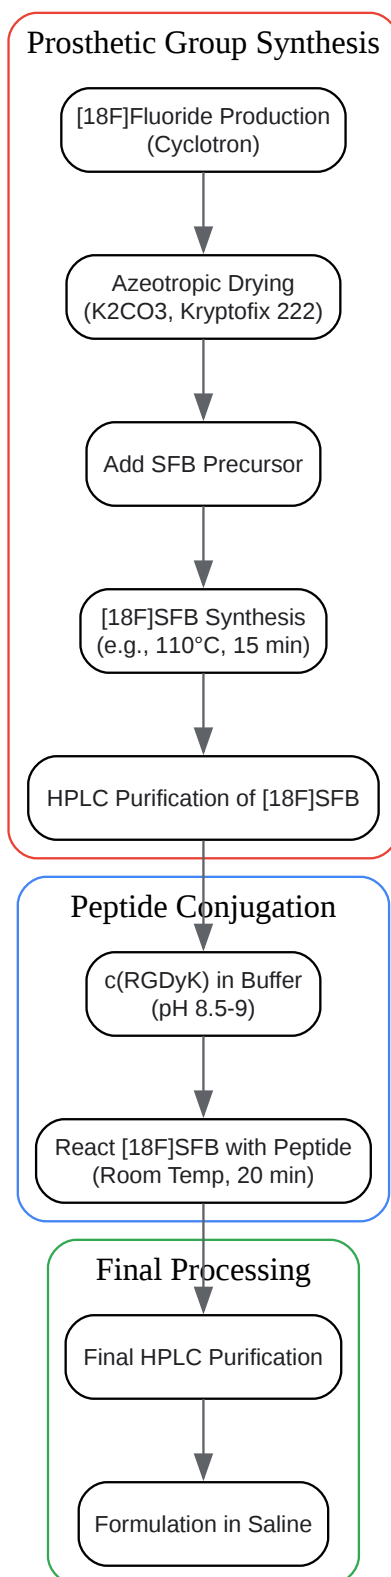 Prosthetic Group Synthesis
[18F]Fluoride Production
(Cyclotron)
Azeotropic Drying
(K2CO3, Kryptofix 222)
Add SFB Precursor
[18F]SFB Synthesis
(e.g., 110°C, 15 min)
HPLC Purification of [18F]SFB
Peptide Conjugation
c(RGDyK) in Buffer
(pH 8.5-9)
React [18F]SFB with Peptide
(Room Temp, 20 min)
Final Processing
Final HPLC Purification
Formulation in Saline